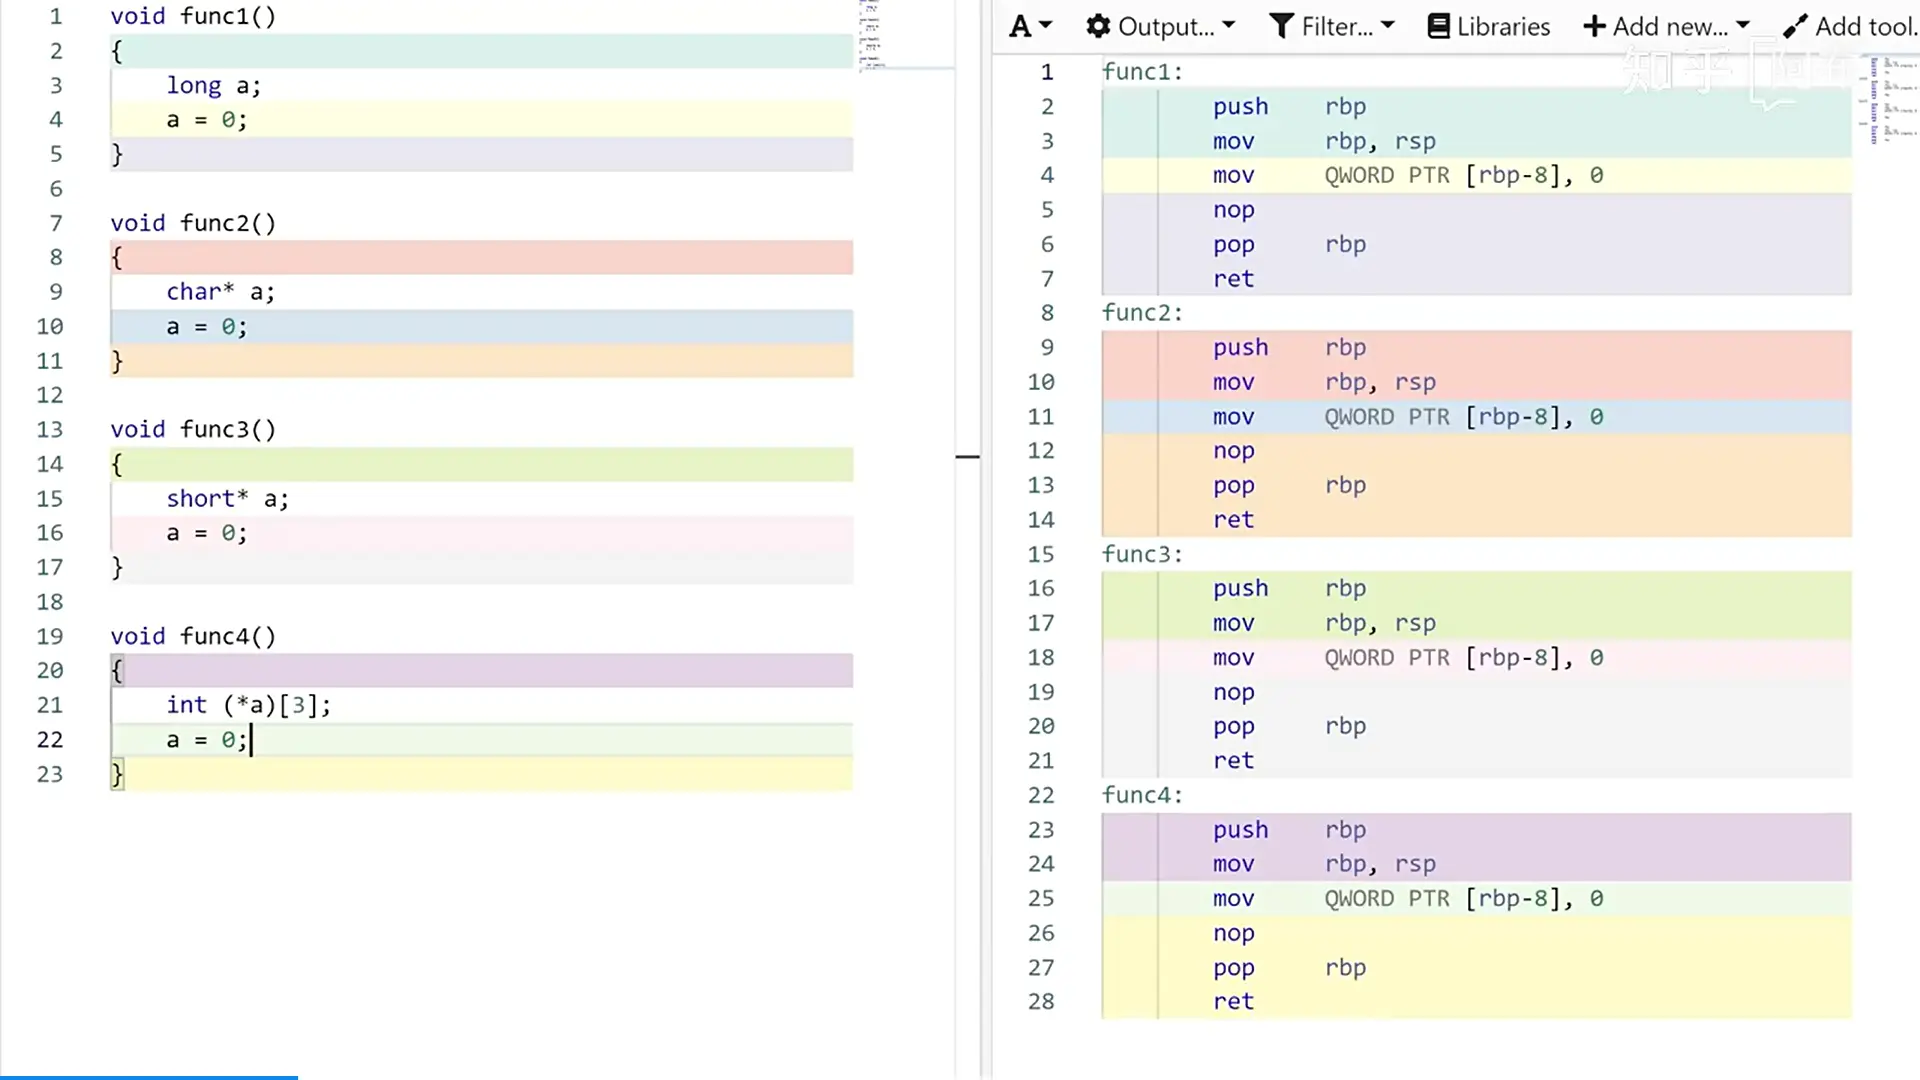 1 void func1()
2 {
3 long a;
4 a = 0;
5 }
6
7 void func2()
8 {
9 char* a;
10 a = 0;
11 }
12
13 void func3()
14 {
15 short* a;
16 a = 0;
17 }
18
19 void func4()
20 {
21 int (*a)[3];
22 a = 0;
23 }
A Output... Filter... Libraries Add new... Add tool.
知乎
1 func1:
2 push rbp
3 mov rbp, rsp
4 mov QWORD PTR [rbp-8], 0
5 nop
6 pop rbp
7 ret
8 func2:
9 push rbp
10 mov rbp, rsp
11 mov QWORD PTR [rbp-8], 0
12 nop
13 pop rbp
14 ret
15 func3:
16 push rbp
17 mov rbp, rsp
18 mov QWORD PTR [rbp-8], 0
19 nop
20 pop rbp
21 ret
22 func4:
23 push rbp
24 mov rbp, rsp
25 mov QWORD PTR [rbp-8], 0
26 nop
27 pop rbp
28 ret